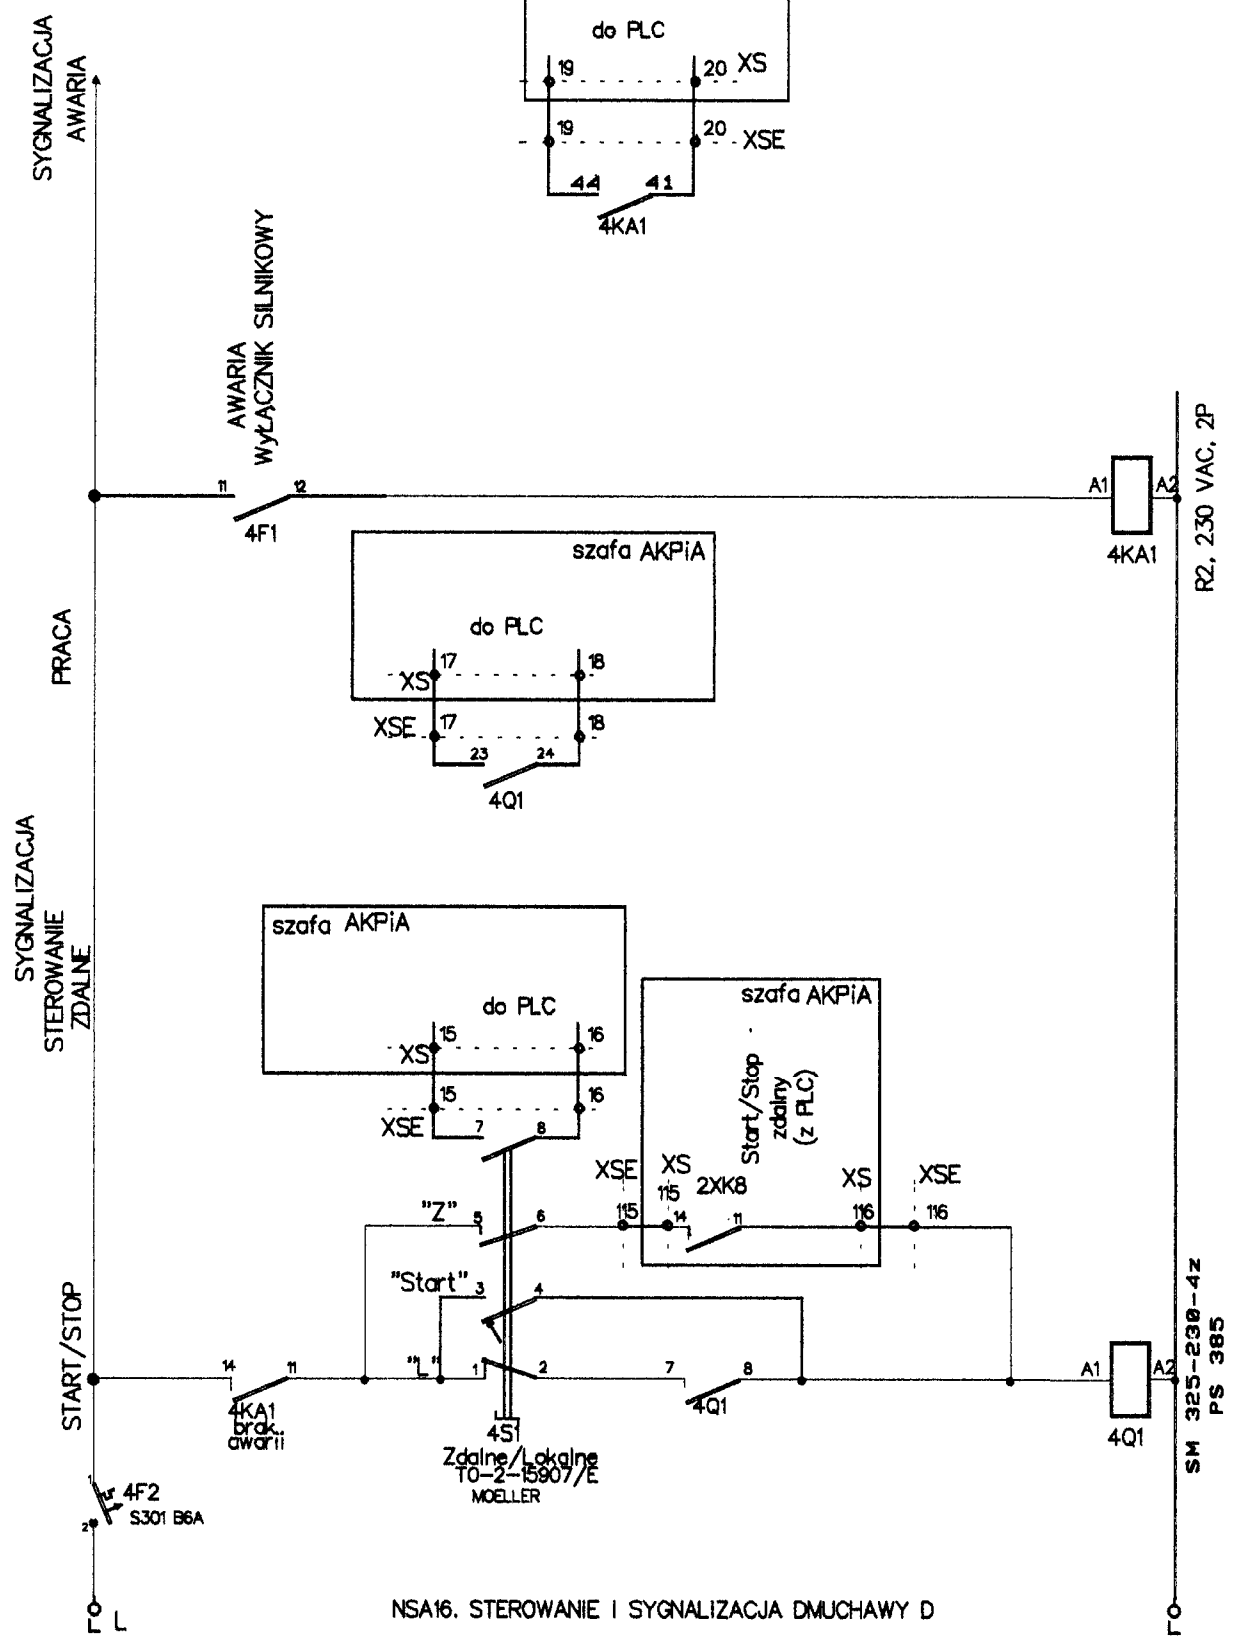 SYGNALIZACJA
AWARIA
do PLC
19
20
XS
19
20
XSE
44
41
4KA1
AWARIA
WyŁĄCZNIK SILNIKOWY
11
12
4F1
A1
A2
4KA1
R2, 230 VAC, 2P
szafa AKPiA
do PLC
17
18
XS
XSE
17
18
23
24
4Q1
PRACA
SYGNALIZACJA
STEROWANIE
ZDALNE
szafa AKPiA
do PLC
15
16
XS
15
16
XSE
7
8
szafa AKPiA
Start/Stop
zdalny
(z PLC)
XSE
XS
115
115
2XK8
14
11
XS
116
XSE
116
"Z"
5
6
"Start"
3
4
"L"
1
2
7
8
4Q1
START/STOP
14
11
4KA1
brak
awarii
4S1
Zdalne/Lokalne
T0-2-15907/E
MOELLER
A1
A2
4Q1
SM 325-230-4z
PS 385
1
4F2
S301 B6A
2
L
L
NSA16. STEROWANIE I SYGNALIZACJA DMUCHAWY D
L